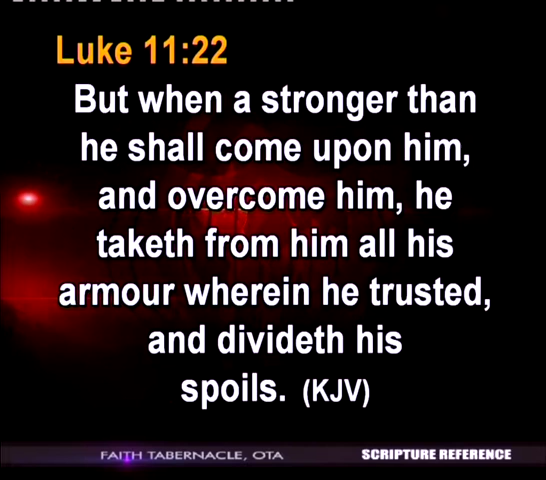 Luke 11:22
But when a stronger than
he shall come upon him,
and overcome him, he
taketh from him all his
armour wherein he trusted,
and divideth his
spoils. (KJV)
FAITH TABERNACLE, OTA SCRIPTURE REFERENCE